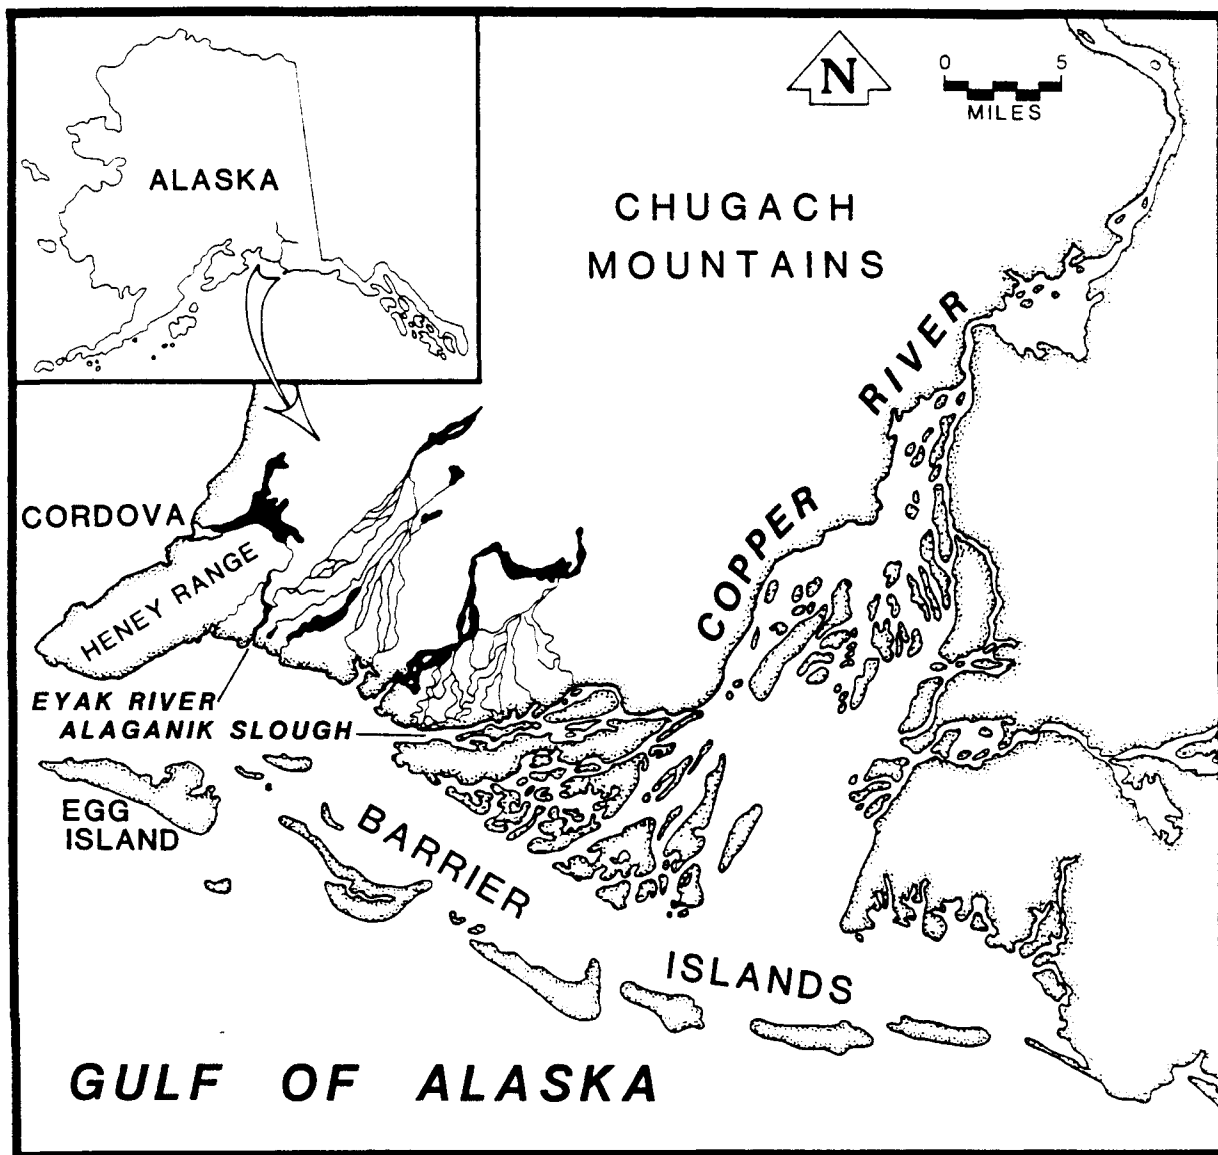 ALASKA
N
0 5
MILES
CHUGACH
MOUNTAINS
COPPER RIVER
CORDOVA
HENEY RANGE
EYAK RIVER
ALAGANIK SLOUGH
EGG
ISLAND
BARRIER
ISLANDS
GULF OF ALASKA